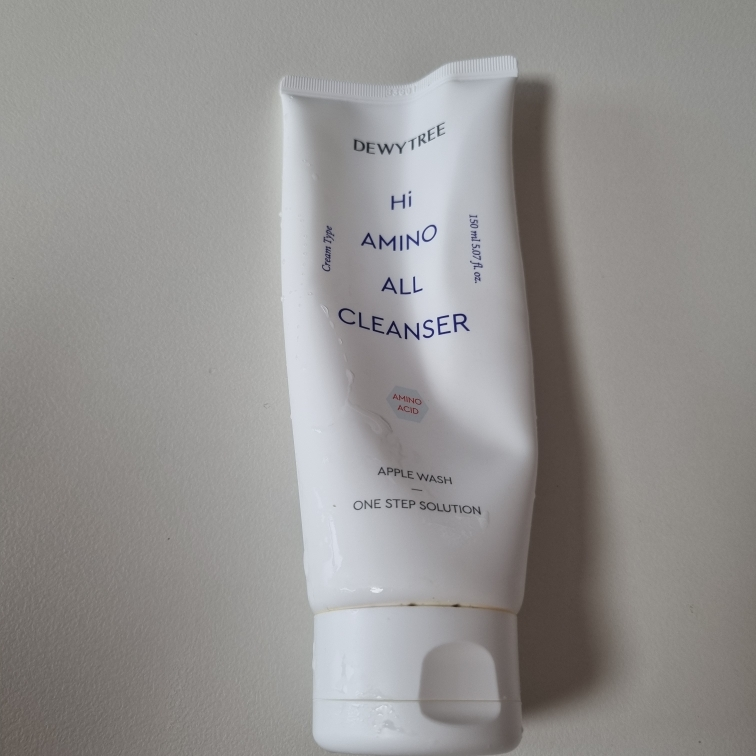 DEWYTREE
Hi
AMINO
ALL
CLEANSER
Cream Type
150 ml 5.07 fl. oz.
AMINO
ACID
APPLE WASH
—
ONE STEP SOLUTION